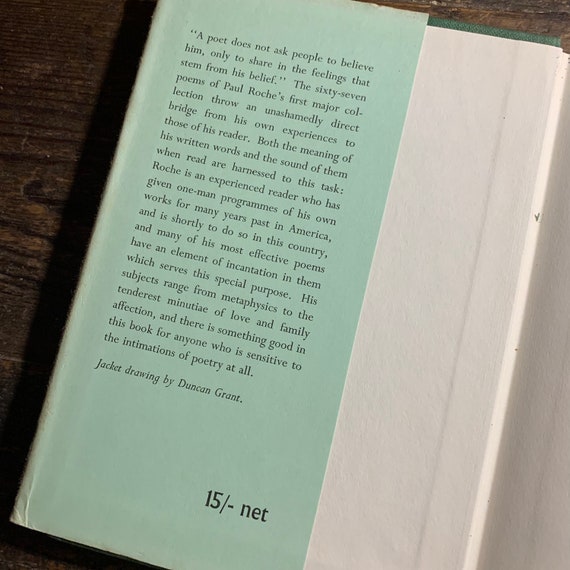 "A poet does not ask people to believe
him, only to share in the feelings that
stem from his belief." The sixty-seven
poems of Paul Roche's first major col-
lection throw an unashamedly direct
bridge from his own experiences to
those of his reader. Both the meaning of
his written words and the sound of them
when read are harnessed to this task:
Roche is an experienced reader who has
given one-man programmes of his own
works for many years past in America,
and is shortly to do so in this country,
and many of his most effective poems
have an element of incantation in them
which serves this special purpose. His
subjects range from metaphysics to the
tenderest minutiae of love and family
affection, and there is something good in
this book for anyone who is sensitive to
the intimations of poetry at all.
Jacket drawing by Duncan Grant.
15/- net